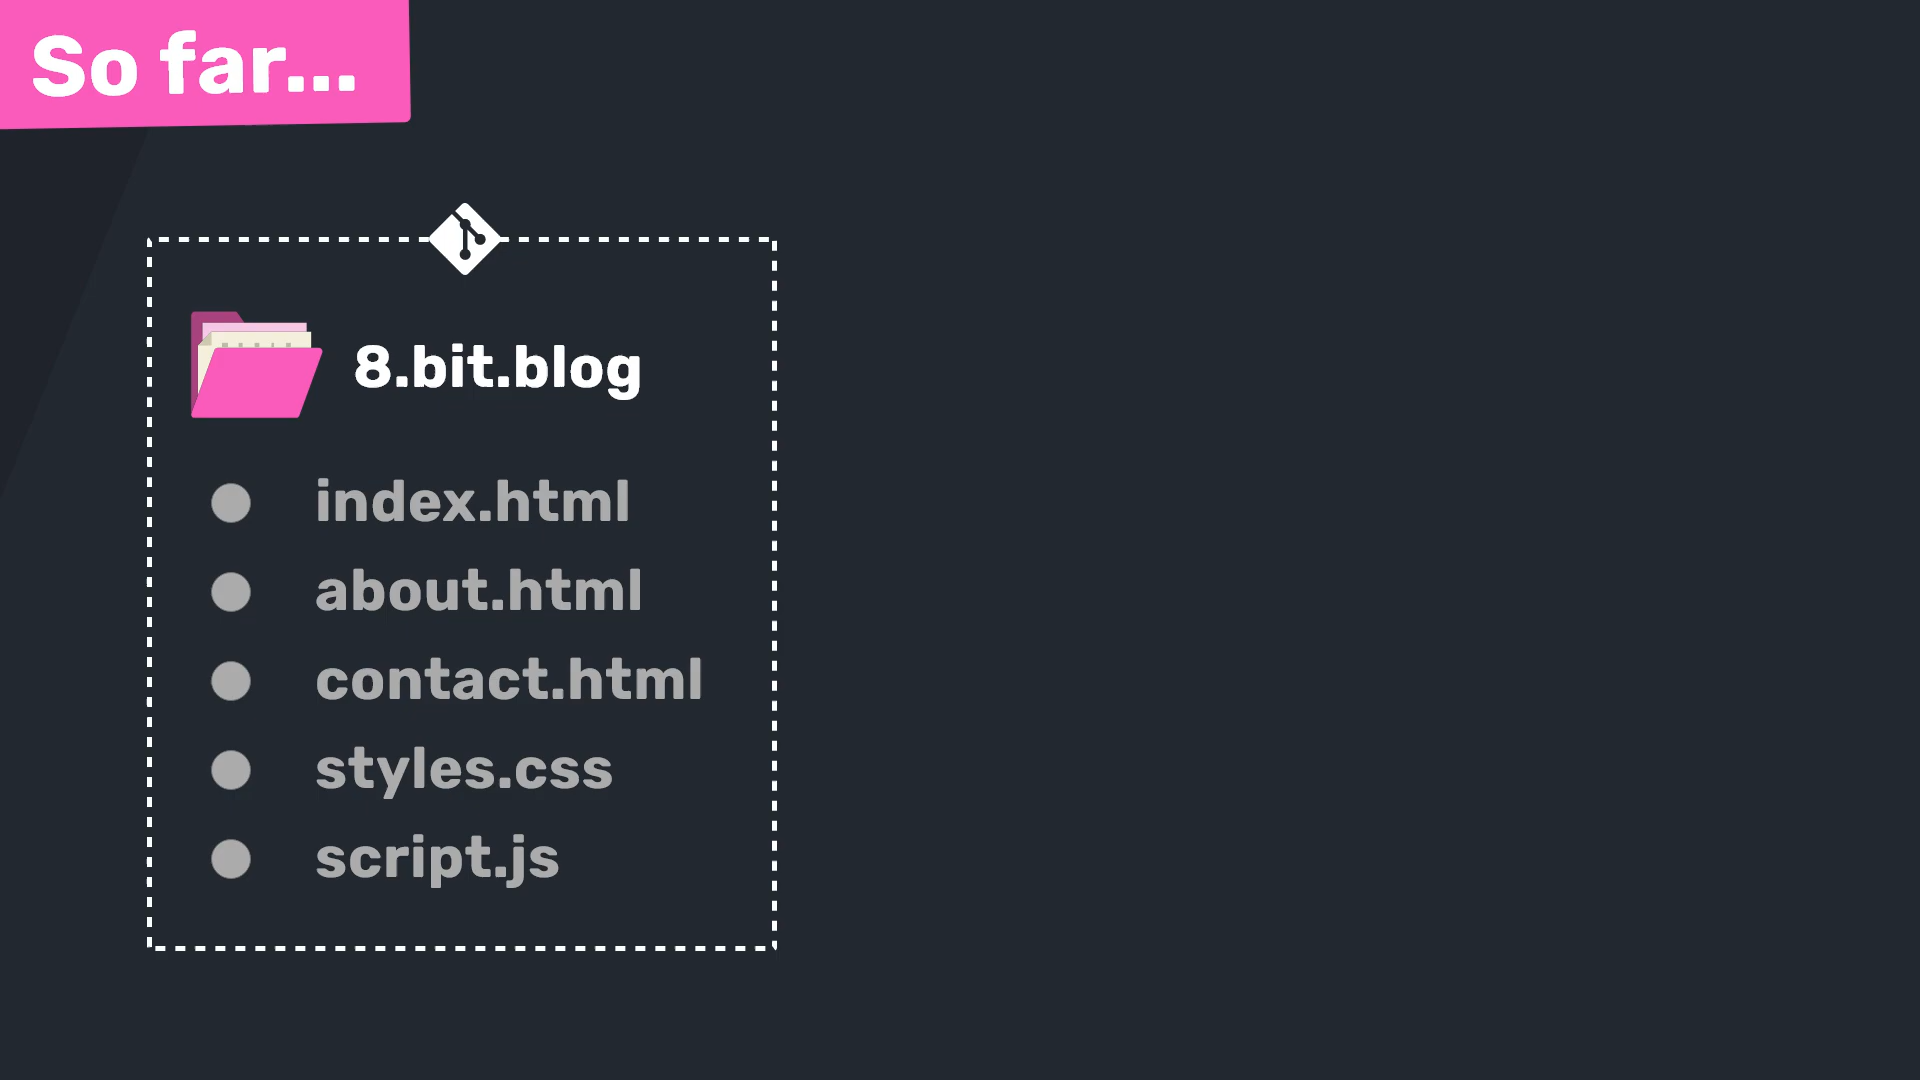 So far...
8.bit.blog
index.html
about.html
contact.html
styles.css
script.js